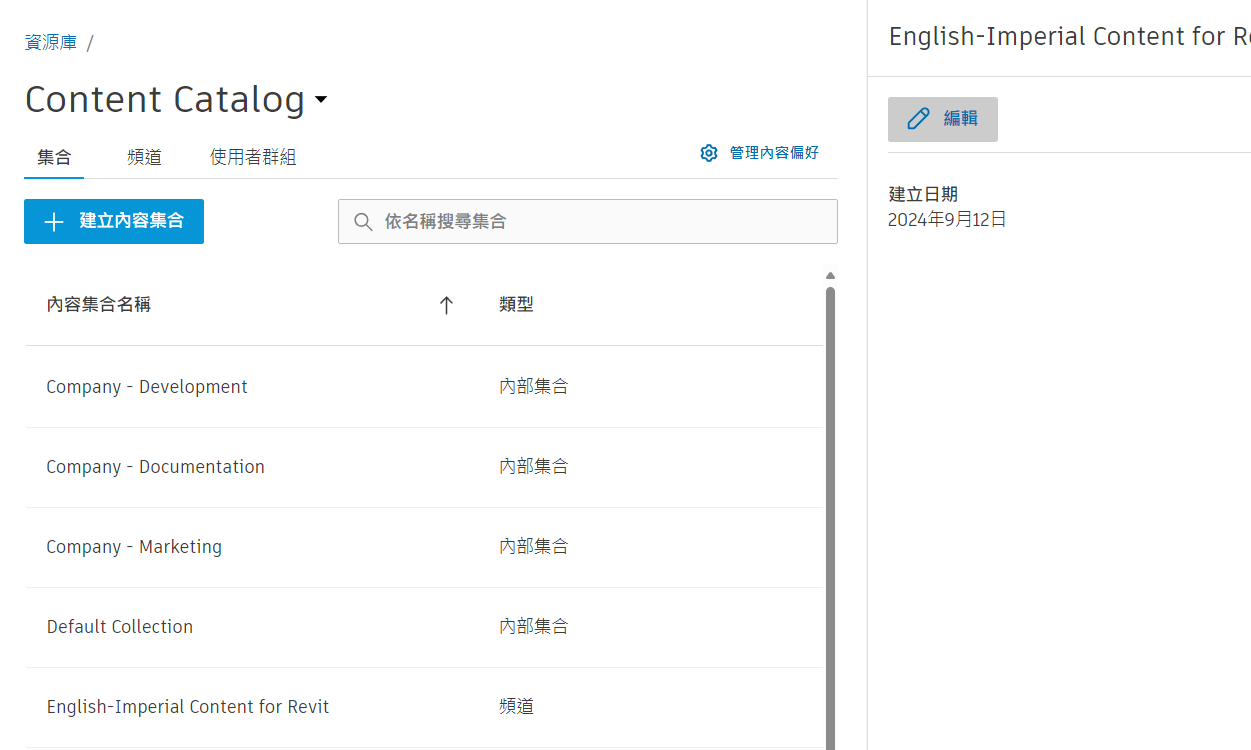 資源庫 /
Content Catalog
集合 頻道 使用者群組 管理內容偏好
建立內容集合 依名稱搜尋集合
內容集合名稱 類型
Company - Development 內部集合
Company - Documentation 內部集合
Company - Marketing 內部集合
Default Collection 內部集合
English-Imperial Content for Revit 頻道
English-Imperial Content for Re
編輯
建立日期
2024年9月12日